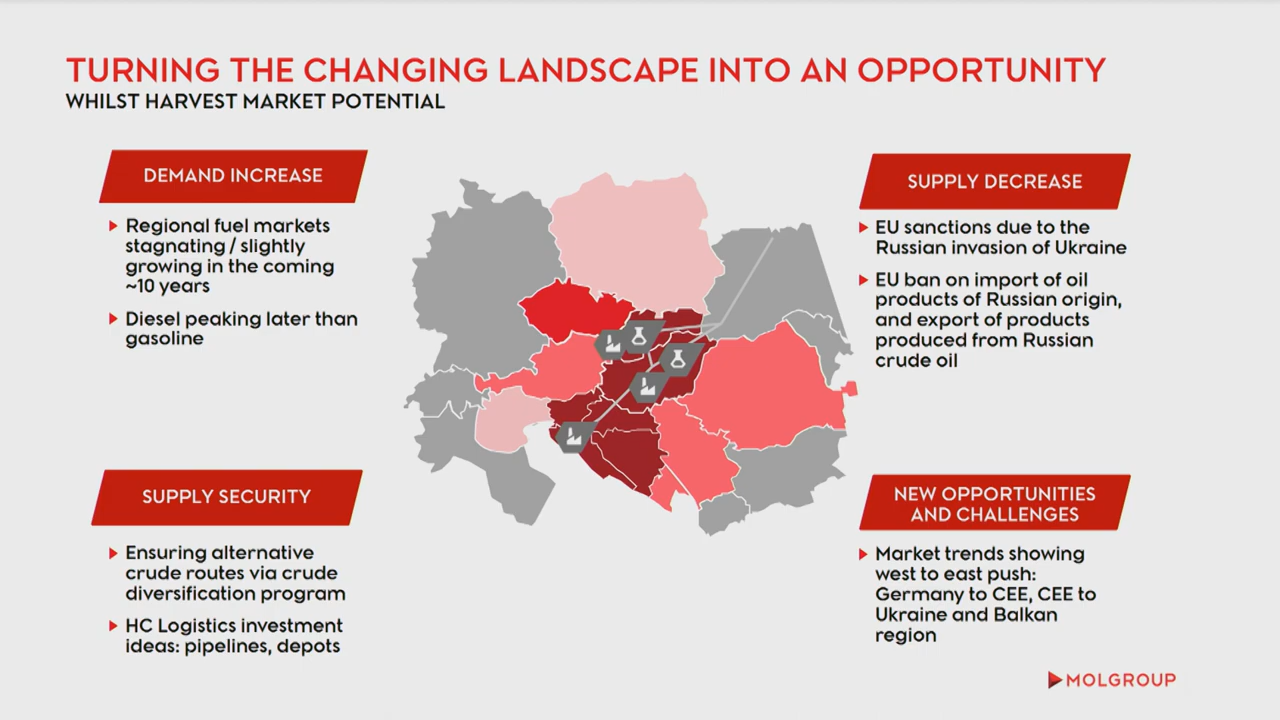 TURNING THE CHANGING LANDSCAPE INTO AN OPPORTUNITY
WHILST HARVEST MARKET POTENTIAL
DEMAND INCREASE
Regional fuel markets
stagnating / slightly
growing in the coming
~10 years
Diesel peaking later than
gasoline
SUPPLY DECREASE
EU sanctions due to the
Russian invasion of Ukraine
EU ban on import of oil
products of Russian origin,
and export of products
produced from Russian
crude oil
SUPPLY SECURITY
Ensuring alternative
crude routes via crude
diversification program
HC Logistics investment
ideas: pipelines, depots
NEW OPPORTUNITIES
AND CHALLENGES
Market trends showing
west to east push:
Germany to CEE, CEE to
Ukraine and Balkan
region
MOLGROUP